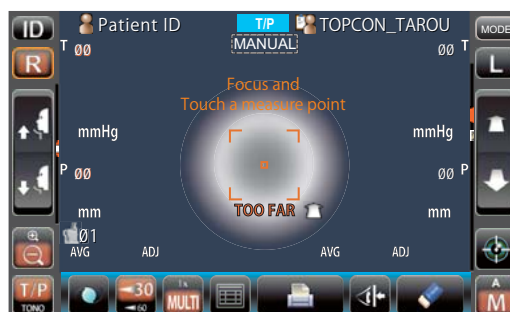 ID
Patient ID
T/P
TOPCON_TAROU
MODE
MANUAL
R
T 00
00 T
L
Focus and
Touch a measure point
mmHg
mmHg
P 00
00 P
TOO FAR
mm
mm
01
AVG
ADJ
AVG
ADJ
T/P
TONO
30
60
1x
MULTI
A
M